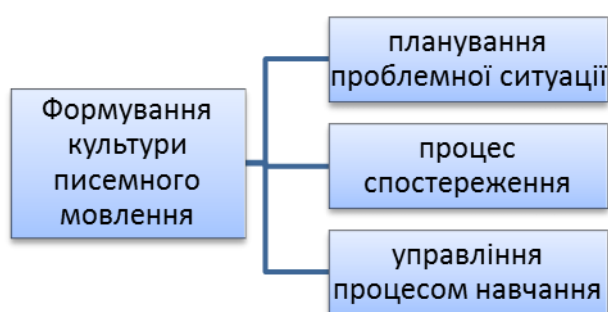 Формування
культури
писемного
мовлення
планування
проблемної ситуації
процес
спостереження
управління
процесом навчання